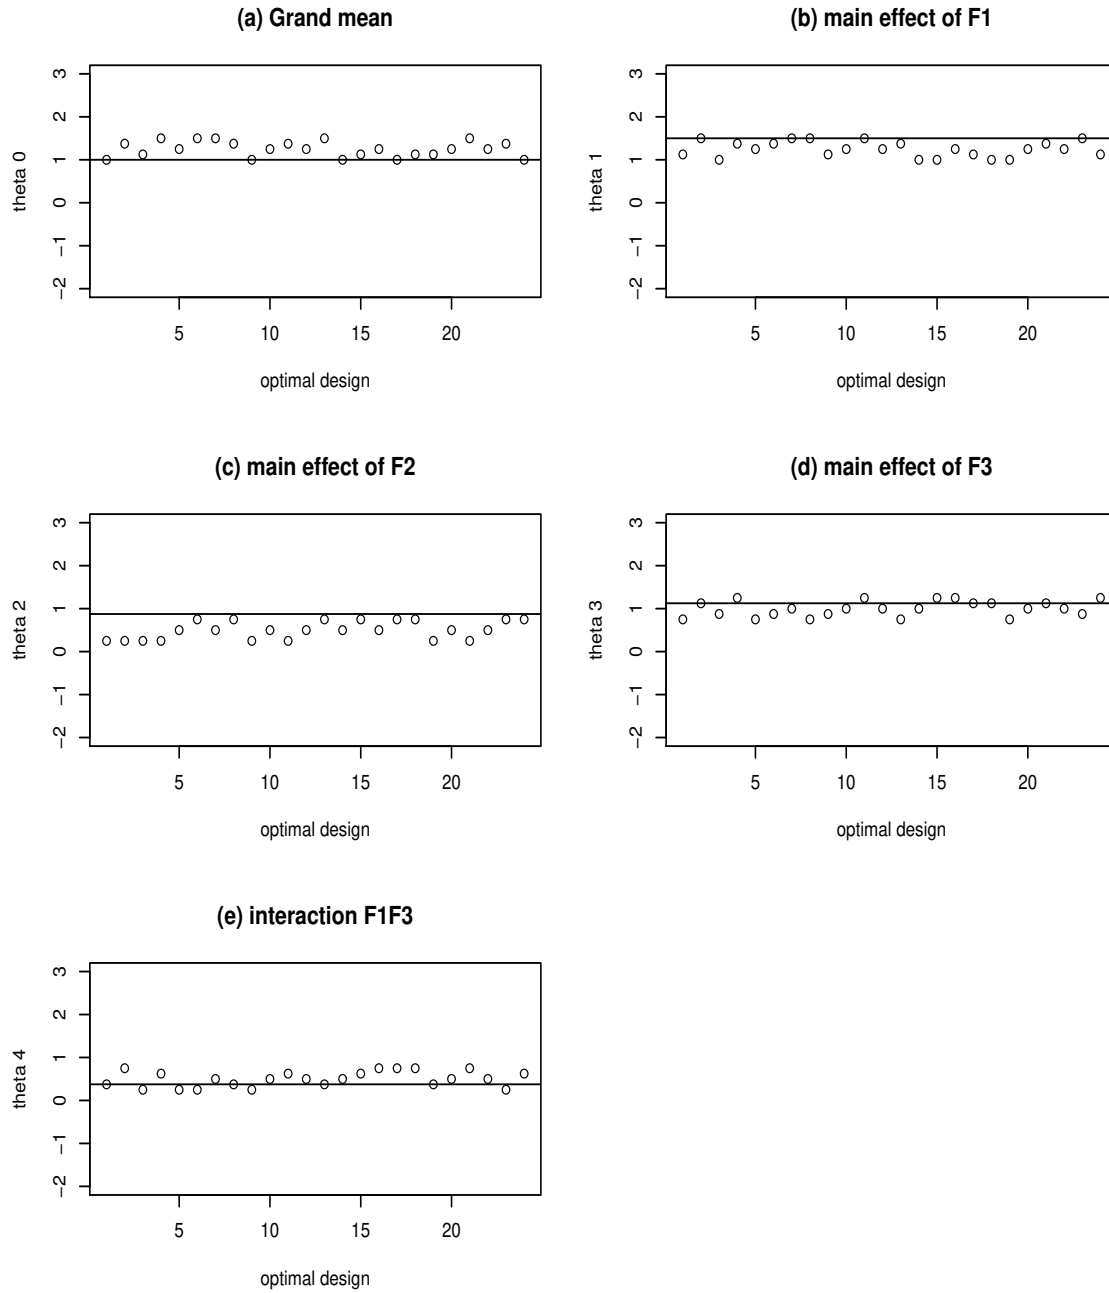 (a) Grand mean
theta 0
3
2
1
0
−1
−2
5 10 15 20
optimal design
(b) main effect of F1
theta 1
3
2
1
0
−1
−2
5 10 15 20
optimal design
(c) main effect of F2
theta 2
3
2
1
0
−1
−2
5 10 15 20
optimal design
(d) main effect of F3
theta 3
3
2
1
0
−1
−2
5 10 15 20
optimal design
(e) interaction F1F3
theta 4
3
2
1
0
−1
−2
5 10 15 20
optimal design